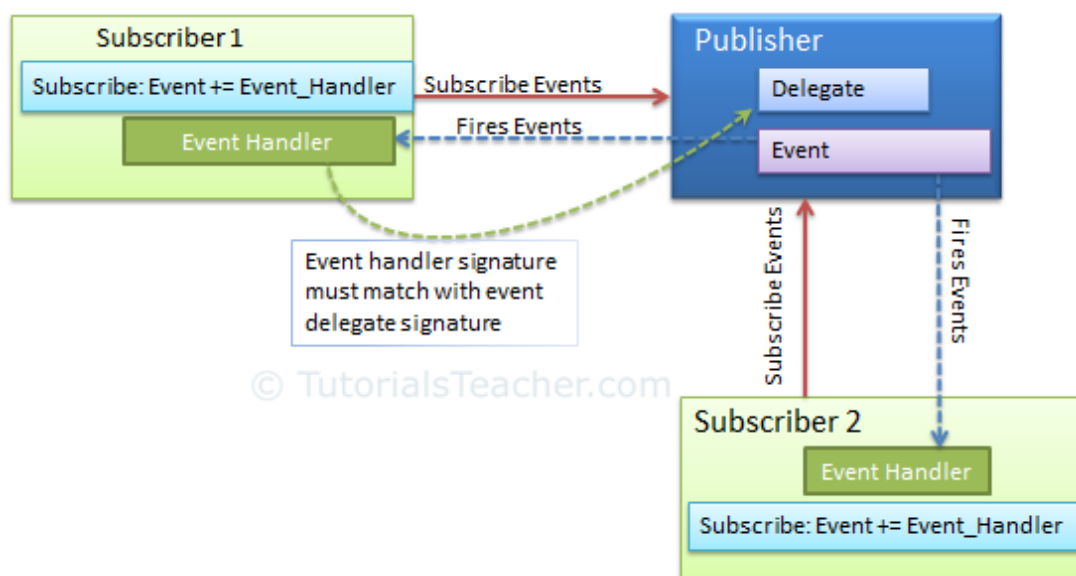 Subscriber 1
Subscribe: Event += Event_Handler
Event Handler
Subscribe Events
Fires Events
Publisher
Delegate
Event
Event handler signature
must match with event
delegate signature
Subscribe Events
Fires Events
© TutorialsTeacher.com
Subscriber 2
Event Handler
Subscribe: Event += Event_Handler